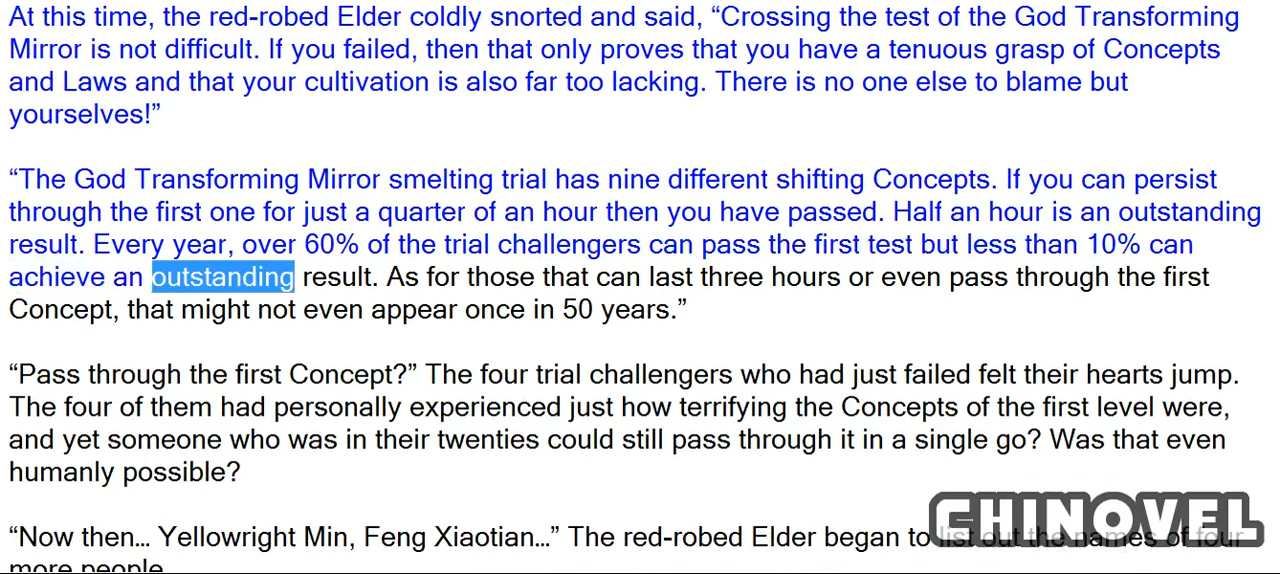 At this time, the red-robed Elder coldly snorted and said, “Crossing the test of the God Transforming
Mirror is not difficult. If you failed, then that only proves that you have a tenuous grasp of Concepts
and Laws and that your cultivation is also far too lacking. There is no one else to blame but
yourselves!”
“The God Transforming Mirror smelting trial has nine different shifting Concepts. If you can persist
through the first one for just a quarter of an hour then you have passed. Half an hour is an outstanding
result. Every year, over 60% of the trial challengers can pass the first test but less than 10% can
achieve an outstanding result. As for those that can last three hours or even pass through the first
Concept, that might not even appear once in 50 years.”
“Pass through the first Concept?” The four trial challengers who had just failed felt their hearts jump.
The four of them had personally experienced just how terrifying the Concepts of the first level were,
and yet someone who was in their twenties could still pass through it in a single go? Was that even
humanly possible?
“Now then… Yellowright Min, Feng Xiaotian…” The red-robed Elder began to list out the names of four
more people.
CHINOVEL